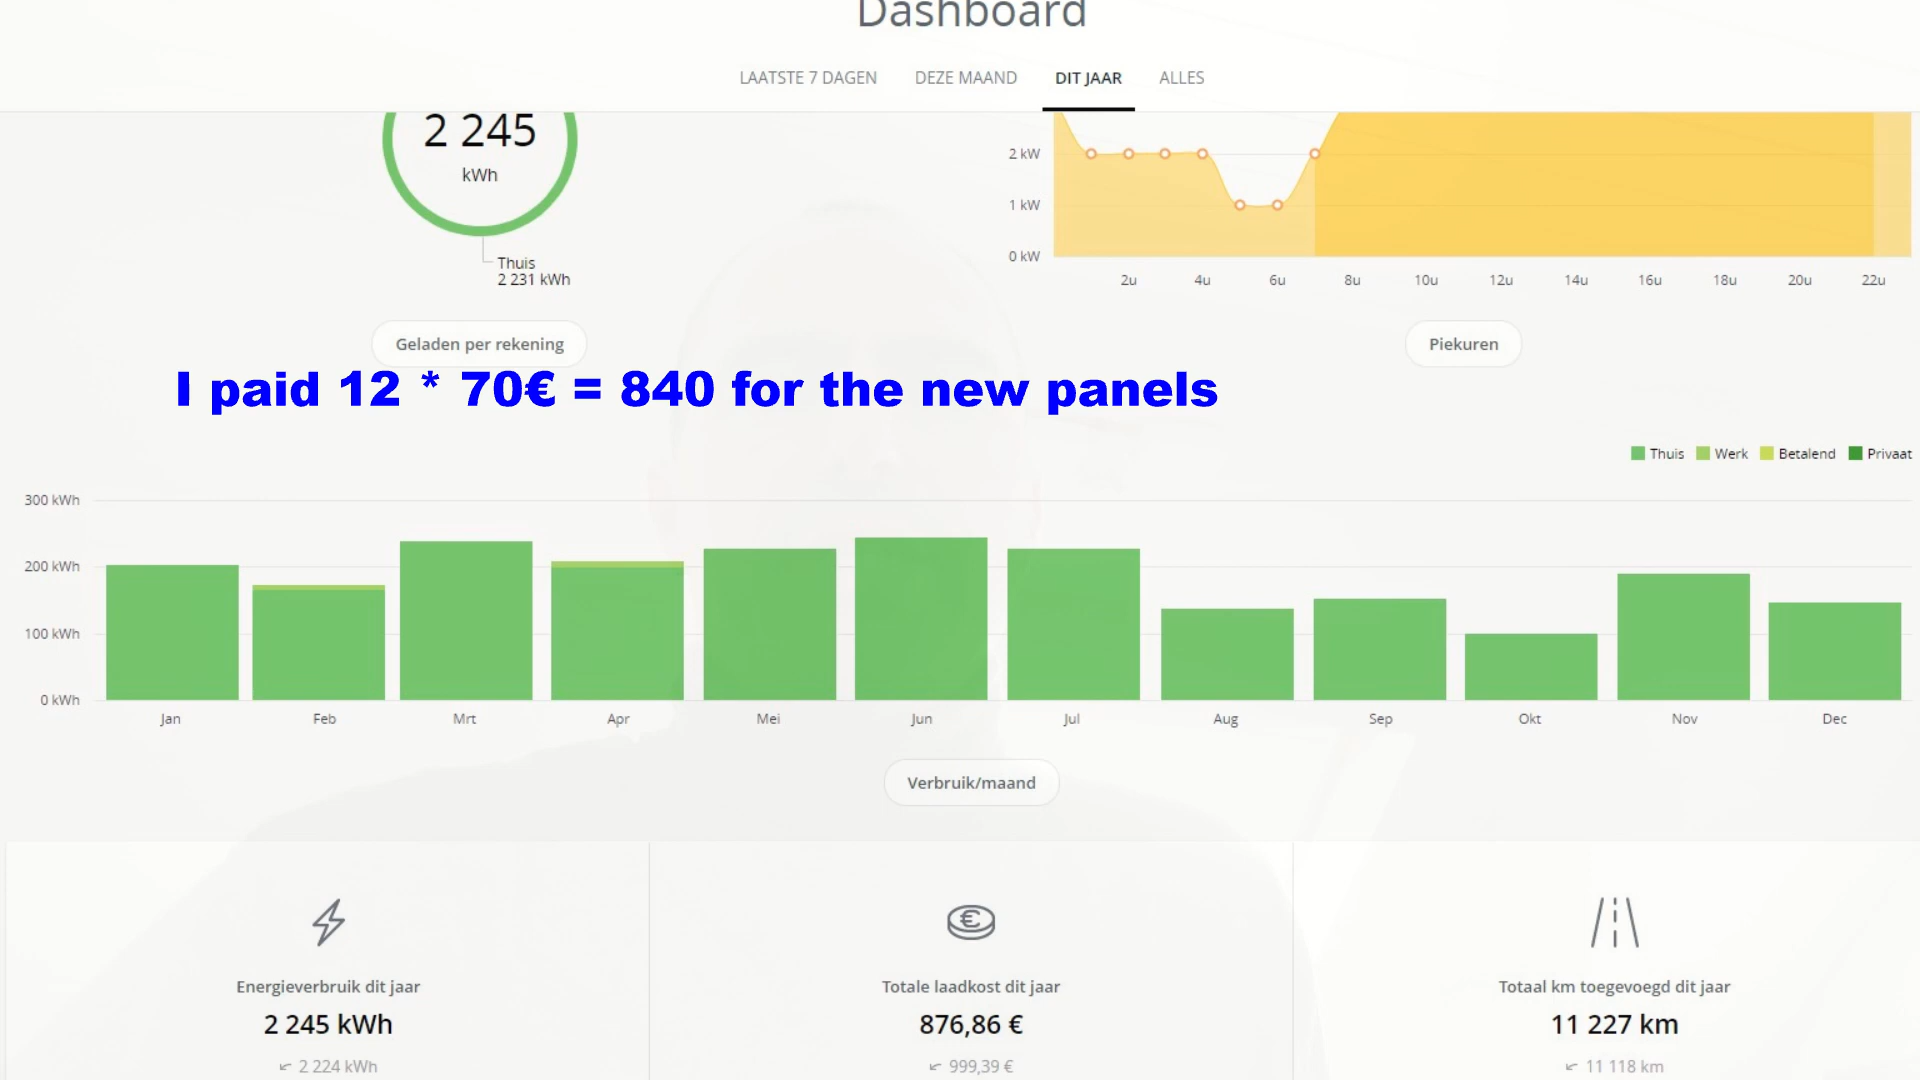 Dashboard
LAATSTE 7 DAGEN DEZE MAAND DIT JAAR ALLES
2 245
kWh
Thuis
2 231 kWh
Geladen per rekening
2 kW
1 kW
0 kW
2u 4u 6u 8u 10u 12u 14u 16u 18u 20u 22u
Piekuren
I paid 12 * 70€ = 840 for the new panels
Thuis Werk Betalend Privaat
300 kWh
200 kWh
100 kWh
0 kWh
Jan Feb Mrt Apr Mei Jun Jul Aug Sep Okt Nov Dec
Verbruik/maand
Energieverbruik dit jaar
2 245 kWh
2 224 kWh
Totale laadkost dit jaar
876,86 €
999,39 €
Totaal km toegevoegd dit jaar
11 227 km
11 118 km